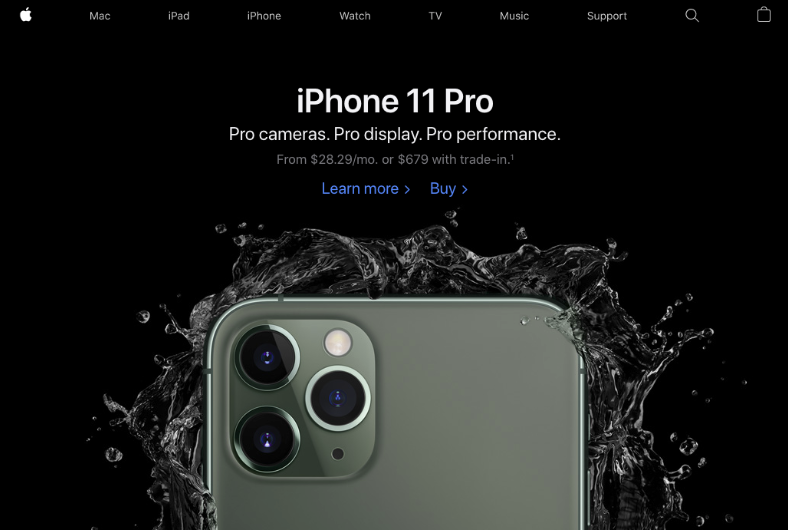 Mac iPad iPhone Watch TV Music Support
iPhone 11 Pro
Pro cameras. Pro display. Pro performance.
From $28.29/mo. or $679 with trade-in.¹
Learn more > Buy >